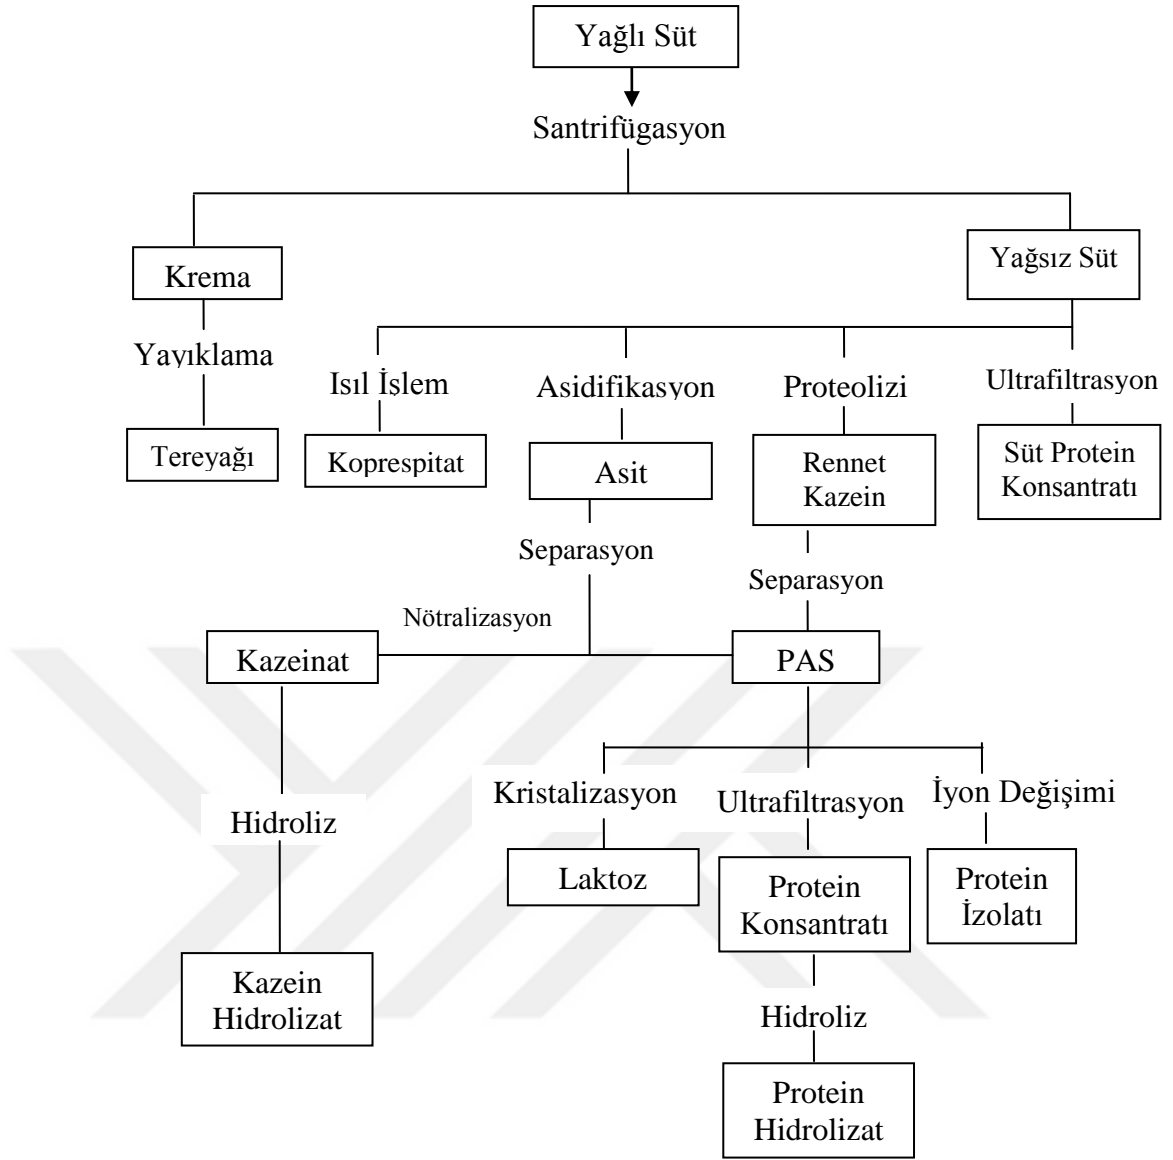 Yağlı Süt
Santrifügasyon
Krema
Yağsız Süt
Yayıklama
Isıl İşlem
Asidifikasyon
Proteolizi
Ultrafiltrasyon
Tereyağı
Koprespitat
Asit
Rennet
Kazein
Süt Protein
Konsantratı
Separasyon
Separasyon
Nötralizasyon
Kazeinat
PAS
Hidroliz
Kristalizasyon
Ultrafiltrasyon
İyon Değişimi
Laktoz
Protein
Konsantratı
Protein
İzolatı
Kazein
Hidrolizat
Hidroliz
Protein
Hidrolizat